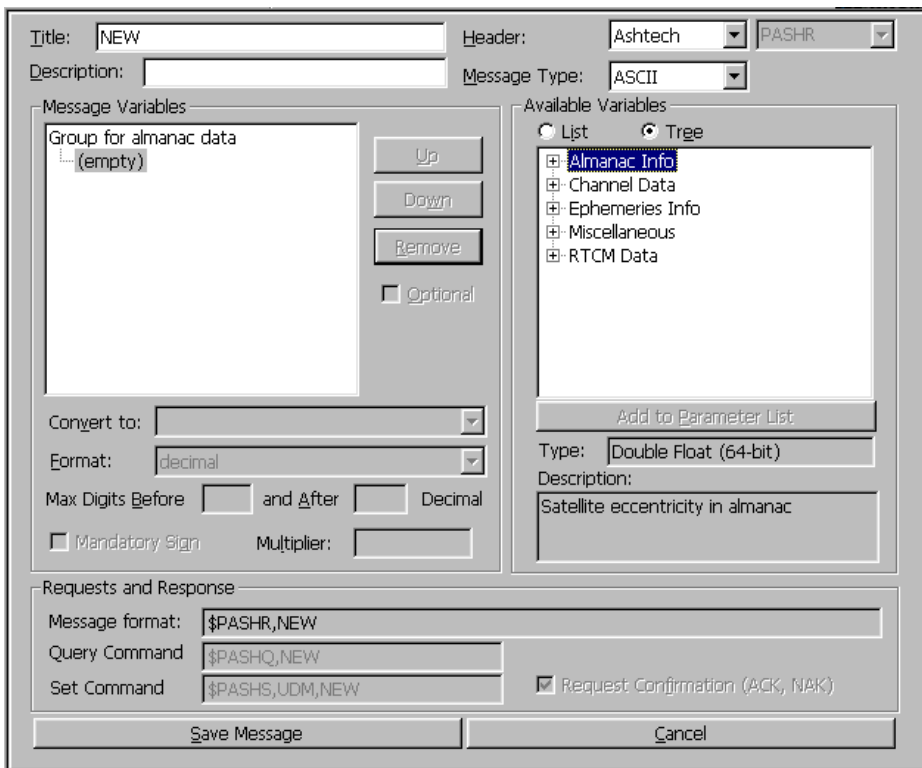 Title: NEW Header: Ashtech PASHR
Description: Message Type: ASCII
Message Variables
Group for almanac data
(empty)
Up
Down
Remove
Optional
Convert to:
Format: decimal
Max Digits Before and After Decimal
Mandatory Sign Multiplier:
Available Variables
List Tree
Almanac Info
Channel Data
Ephemeries Info
Miscellaneous
RTCM Data
Add to Parameter List
Type: Double Float (64-bit)
Description:
Satellite eccentricity in almanac
Requests and Response
Message format: $PASHR,NEW
Query Command $PASHQ,NEW
Set Command $PASHS,UDM,NEW Request Confirmation (ACK, NAK)
Save Message Cancel